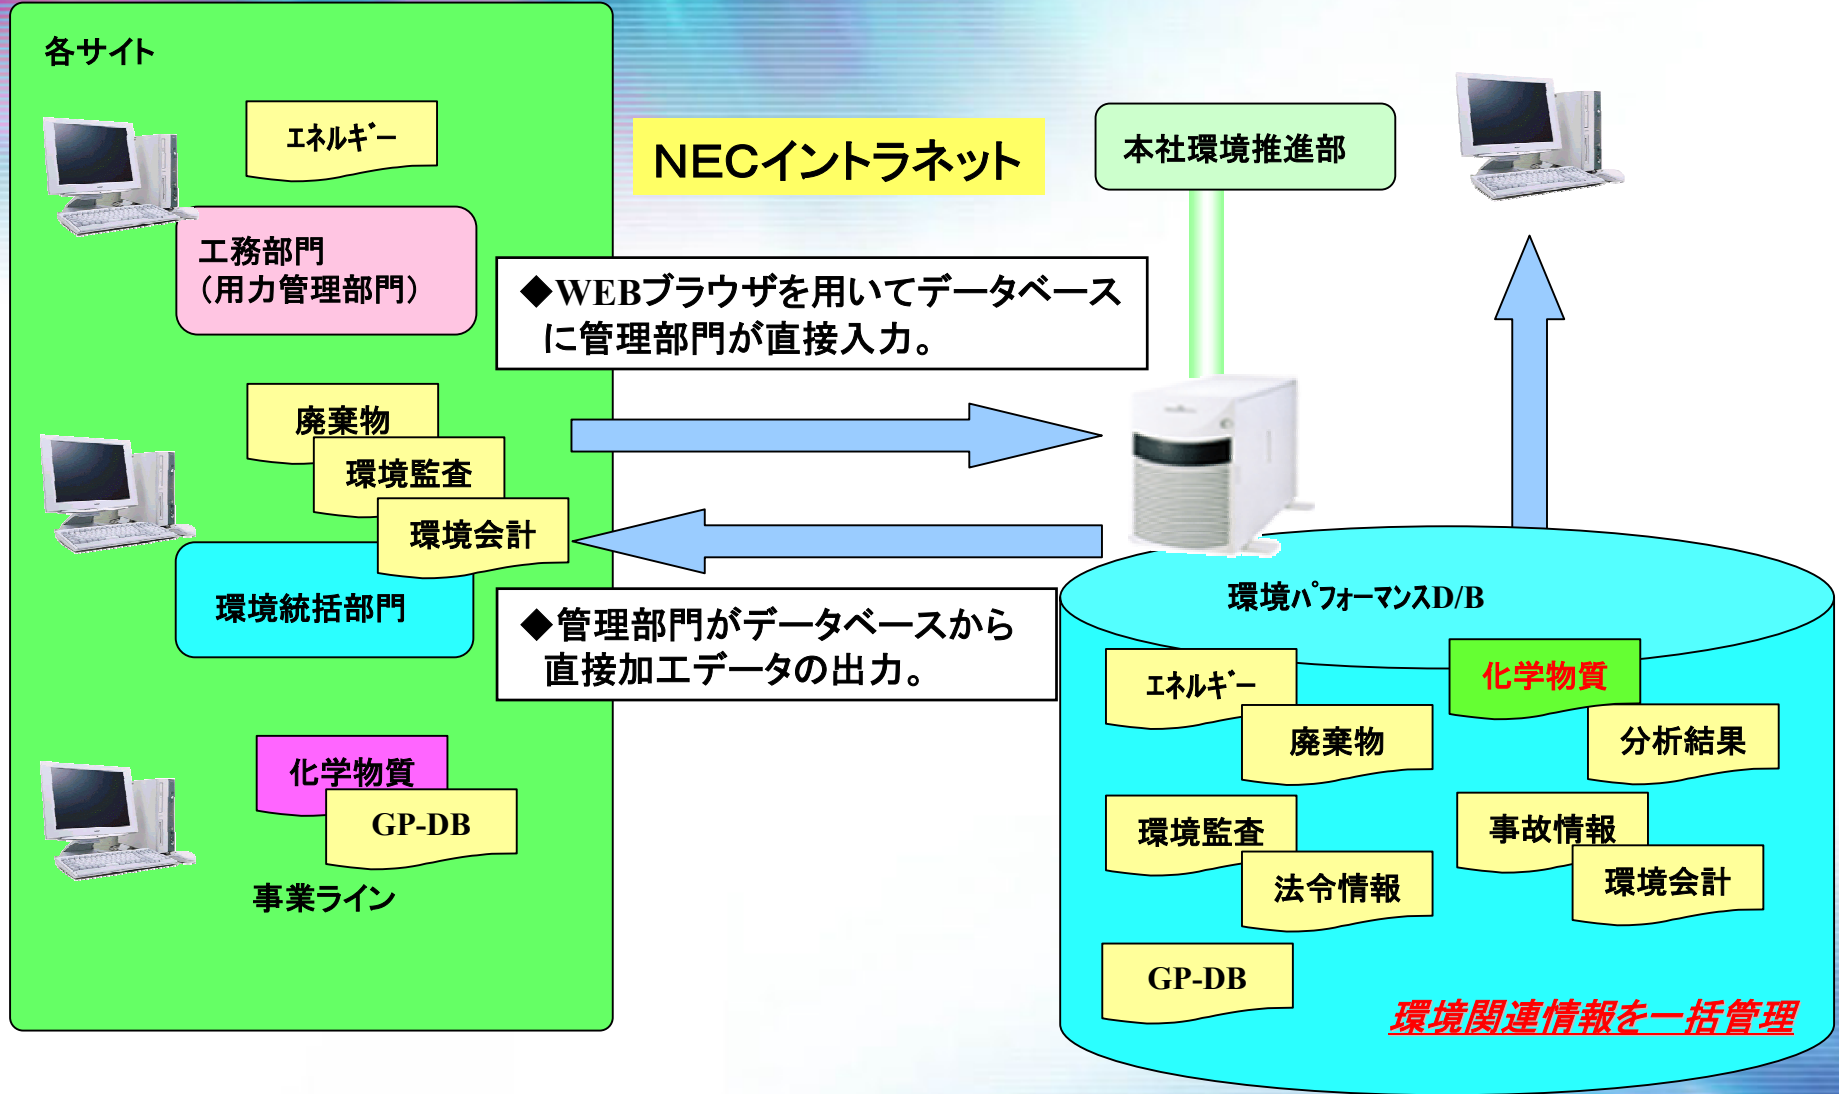 各サイト
エネルギー
工務部門
(用力管理部門)
廃棄物
環境監査
環境会計
環境統括部門
化学物質
GP-DB
事業ライン
NECイントラネット
◆WEBブラウザを用いてデータベース
に管理部門が直接入力。
◆管理部門がデータベースから
直接加工データの出力。
本社環境推進部
環境パフォーマンスD/B
エネルギー
廃棄物
化学物質
分析結果
環境監査
法令情報
事故情報
環境会計
GP-DB
環境関連情報を一括管理